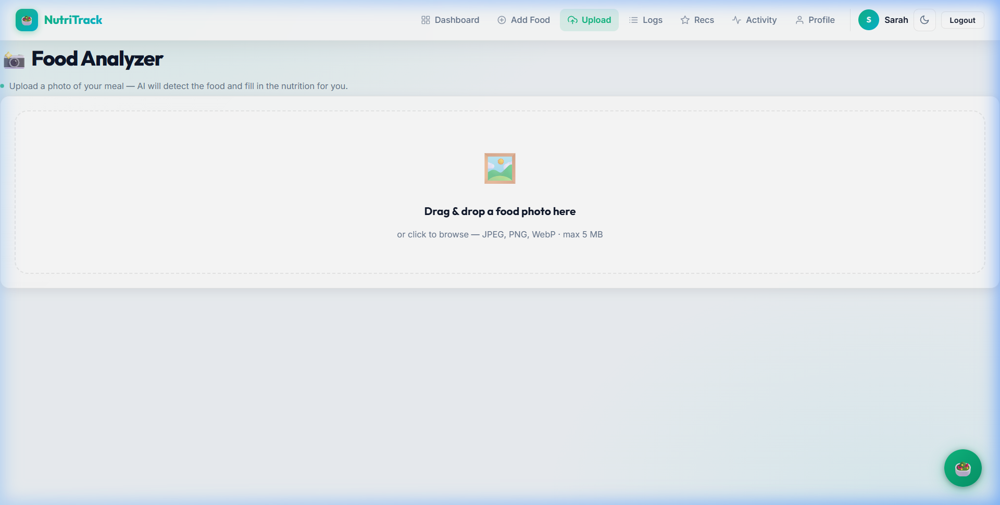 NutriTrack
Dashboard
Add Food
Upload
Logs
Recs
Activity
Profile
S
Sarah
Logout
Food Analyzer
Upload a photo of your meal — AI will detect the food and fill in the nutrition for you.
Drag & drop a food photo here
or click to browse — JPEG, PNG, WebP · max 5 MB